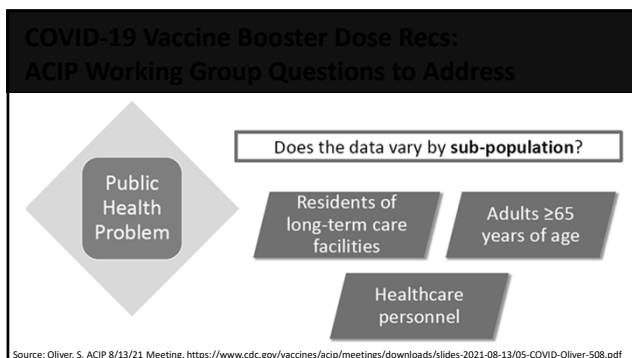 COVID-19 Vaccine Booster Dose Recs:
ACIP Working Group Questions to Address
Does the data vary by sub-population?
Public
Health
Problem
Residents of
long-term care
facilities
Adults ≥65
years of age
Healthcare
personnel
Source: Oliver, S. ACIP 8/13/21 Meeting. https://www.cdc.gov/vaccines/acip/meetings/downloads/slides-2021-08-13/05-COVID-Oliver-508.pdf